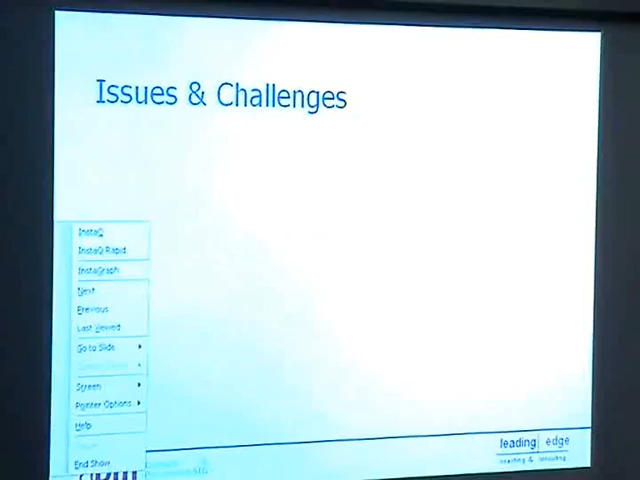 Issues & Challenges
InstaQ
InstaQ Rapid
InstaGraph
Next
Previous
Last Viewed
Go to Slide
Screen
Pointer Options
Help
End Show
leading edge